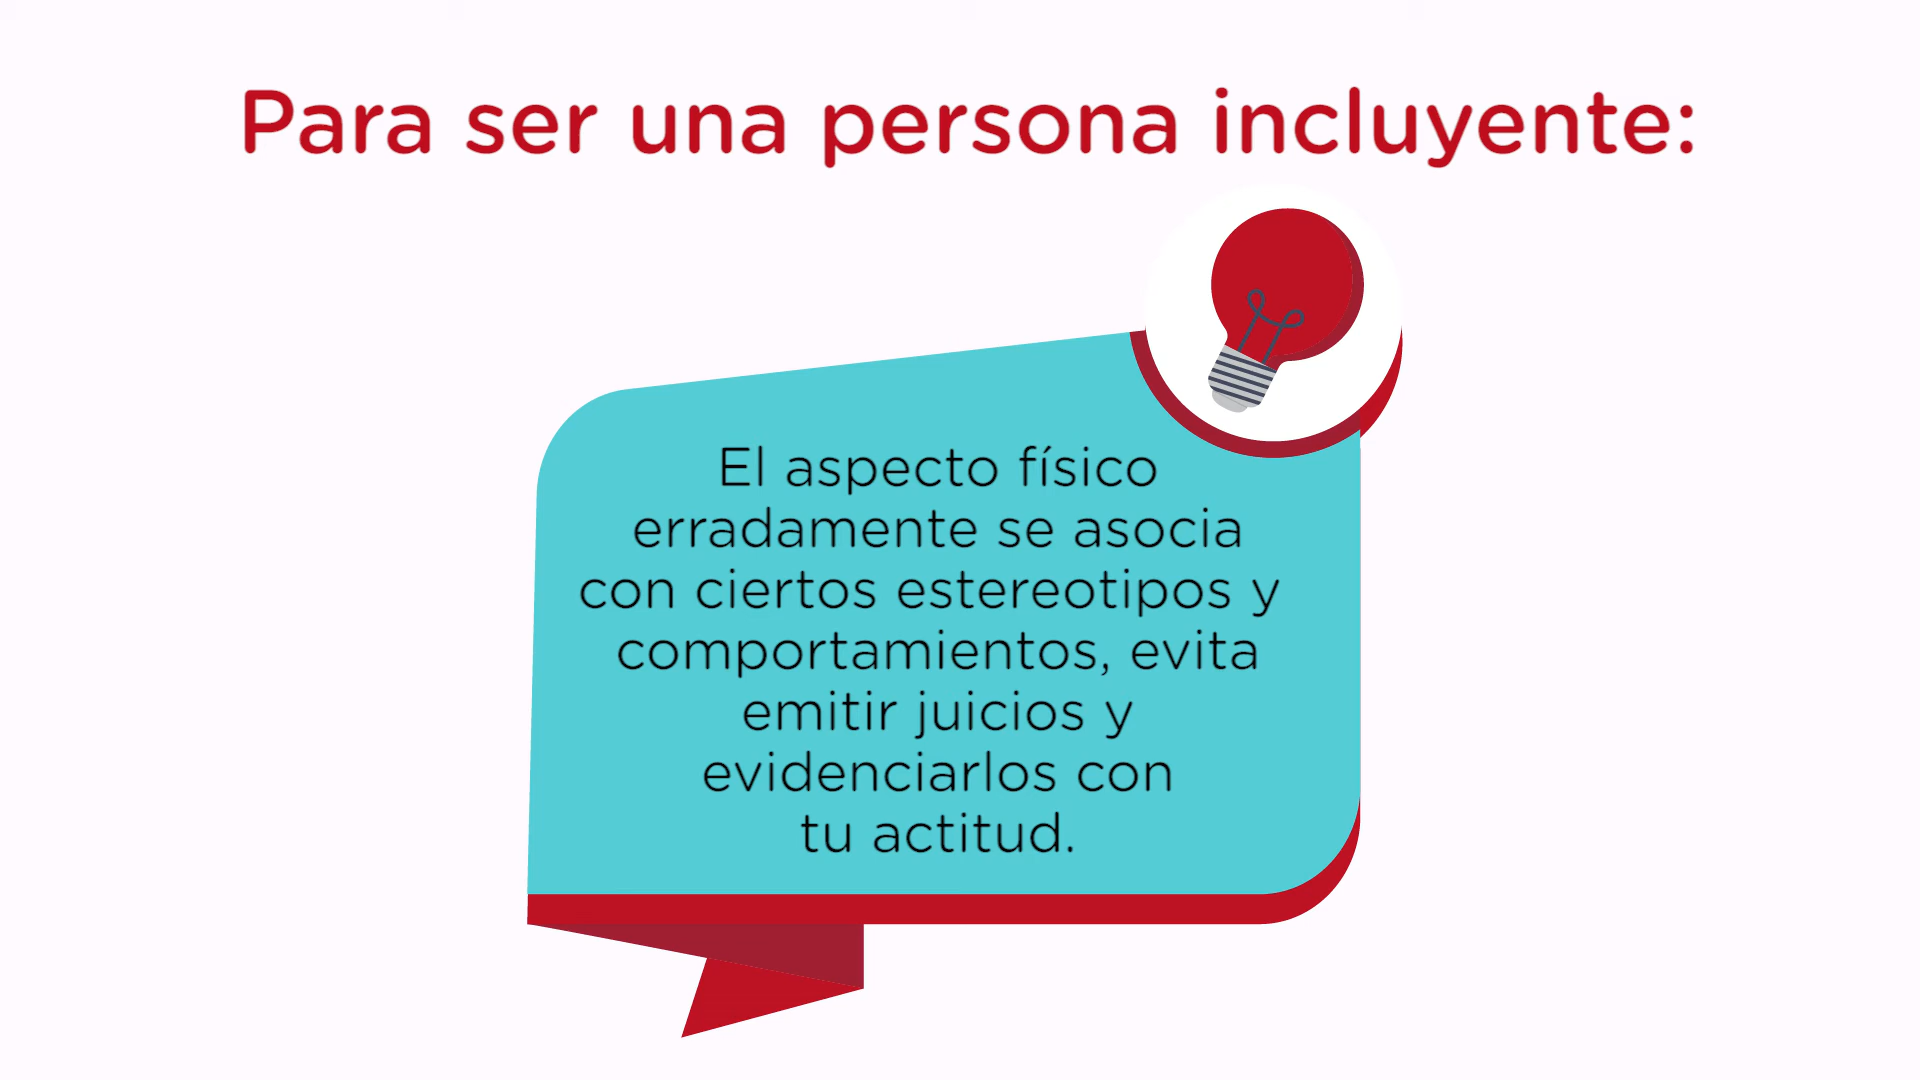 Para ser una persona incluyente:
El aspecto físico
erradamente se asocia
con ciertos estereotipos y
comportamientos, evita
emitir juicios y
evidenciarlos con
tu actitud.